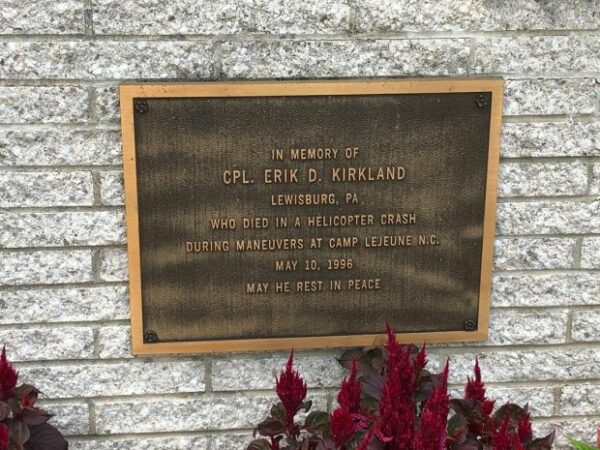 IN MEMORY OF
CPL. ERIK D. KIRKLAND
LEWISBURG, PA
WHO DIED IN A HELICOPTER CRASH
DURING MANEUVERS AT CAMP LEJEUNE N.C.
MAY 10, 1996
MAY HE REST IN PEACE